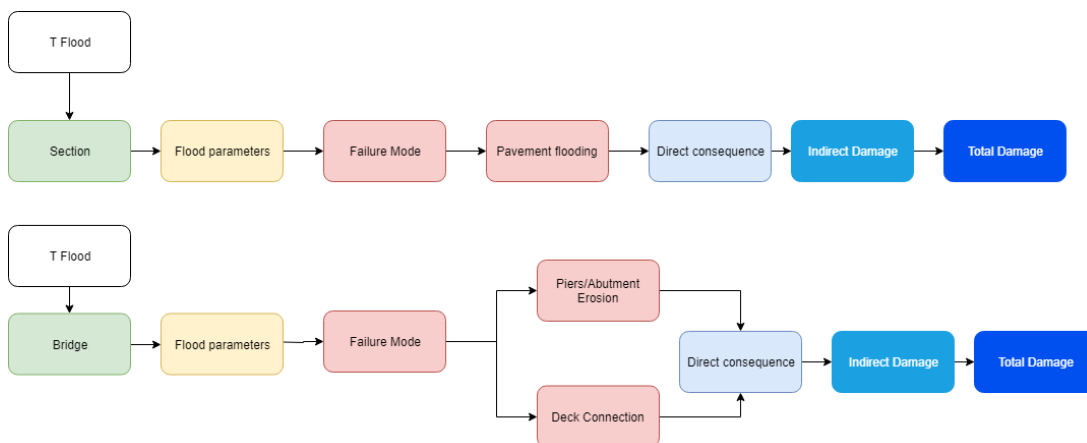 T Flood
Section
Flood parameters
Failure Mode
Pavement flooding
Direct consequence
Indirect Damage
Total Damage
T Flood
Bridge
Flood parameters
Failure Mode
Piers/Abutment
Erosion
Deck Connection
Direct consequence
Indirect Damage
Total Damage